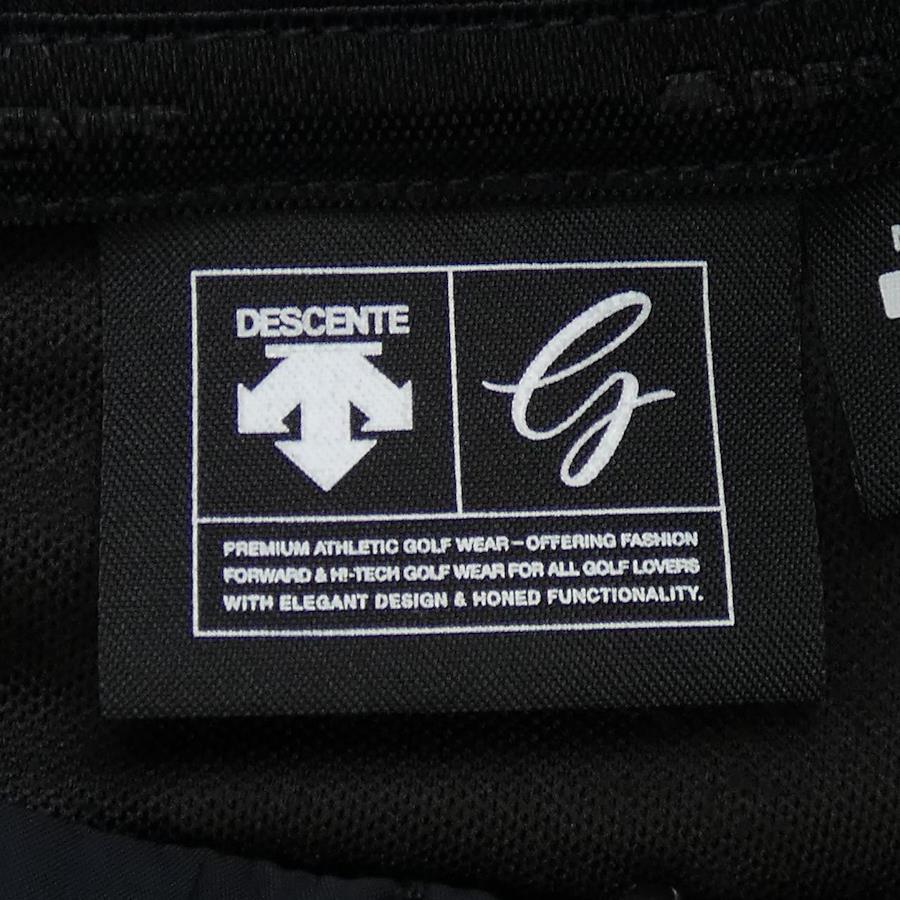 DESCENTE
G
PREMIUM ATHLETIC GOLF WEAR–OFFERING FASHION
FORWARD & HI-TECH GOLF WEAR FOR ALL GOLF LOVERS
WITH ELEGANT DESIGN & HONED FUNCTIONALITY.